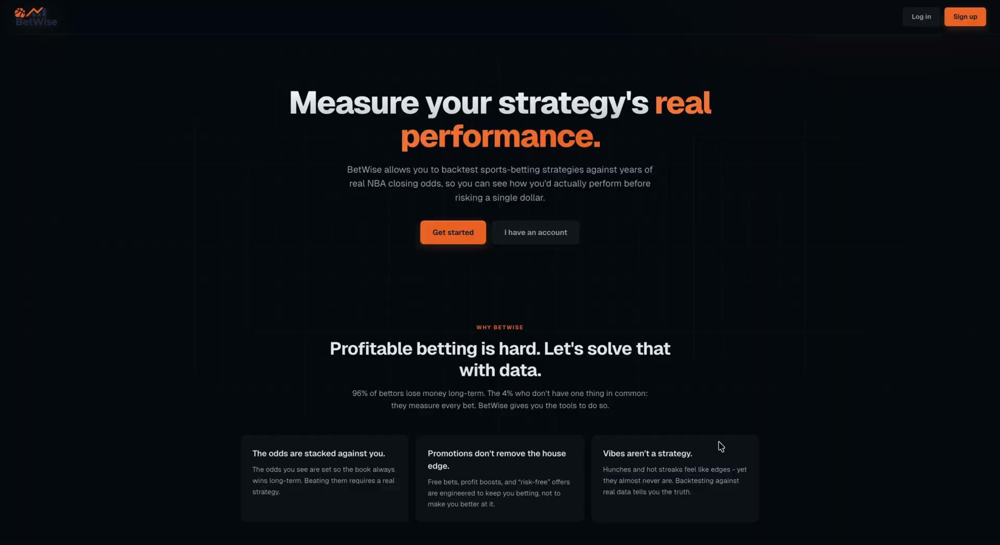 BetWise
Log in
Sign up
Measure your strategy's real
performance.
BetWise allows you to backtest sports-betting strategies against years of
real NBA closing odds, so you can see how you'd actually perform before
risking a single dollar.
Get started
I have an account
WHY BETWISE
Profitable betting is hard. Let's solve that
with data.
96% of bettors lose money long-term. The 4% who don't have one thing in common:
they measure every bet. BetWise gives you the tools to do so.
The odds are stacked against you.
The odds you see are set so the book always
wins long-term. Beating them requires a real
strategy.
Promotions don't remove the house
edge.
Free bets, profit boosts, and “risk-free” offers
are engineered to keep you betting, not to
make you better at it.
Vibes aren't a strategy.
Hunches and hot streaks feel like edges - yet
they almost never are. Backtesting against
real data tells you the truth.